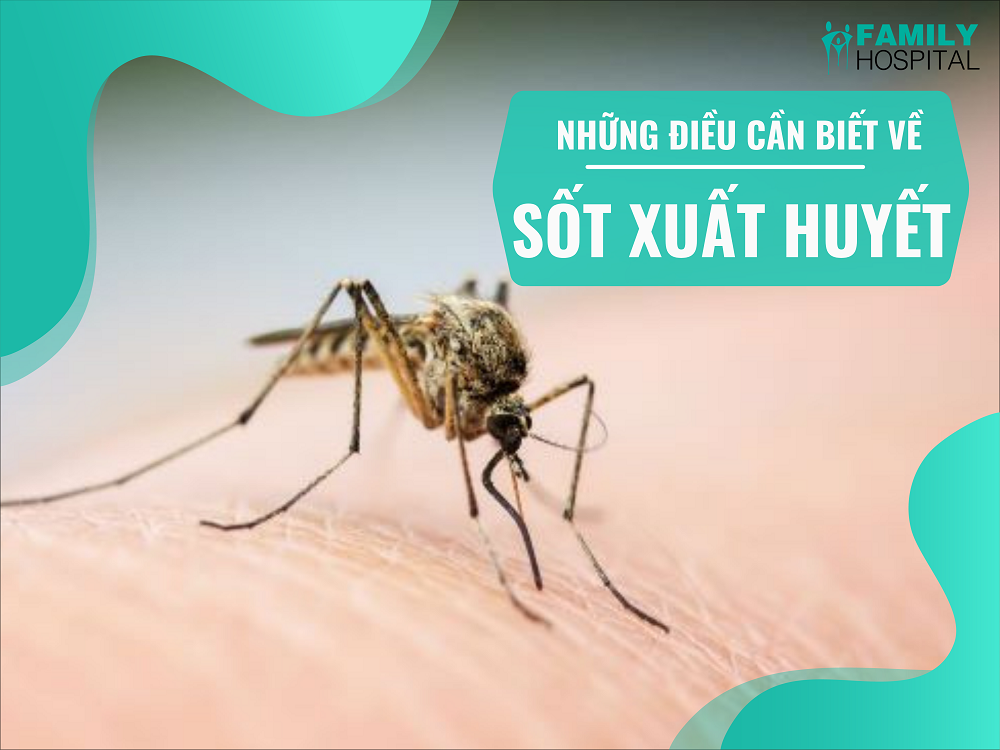 FAMILY
HOSPITAL
NHỮNG ĐIỀU CẦN BIẾT VỀ
SỐT XUẤT HUYẾT